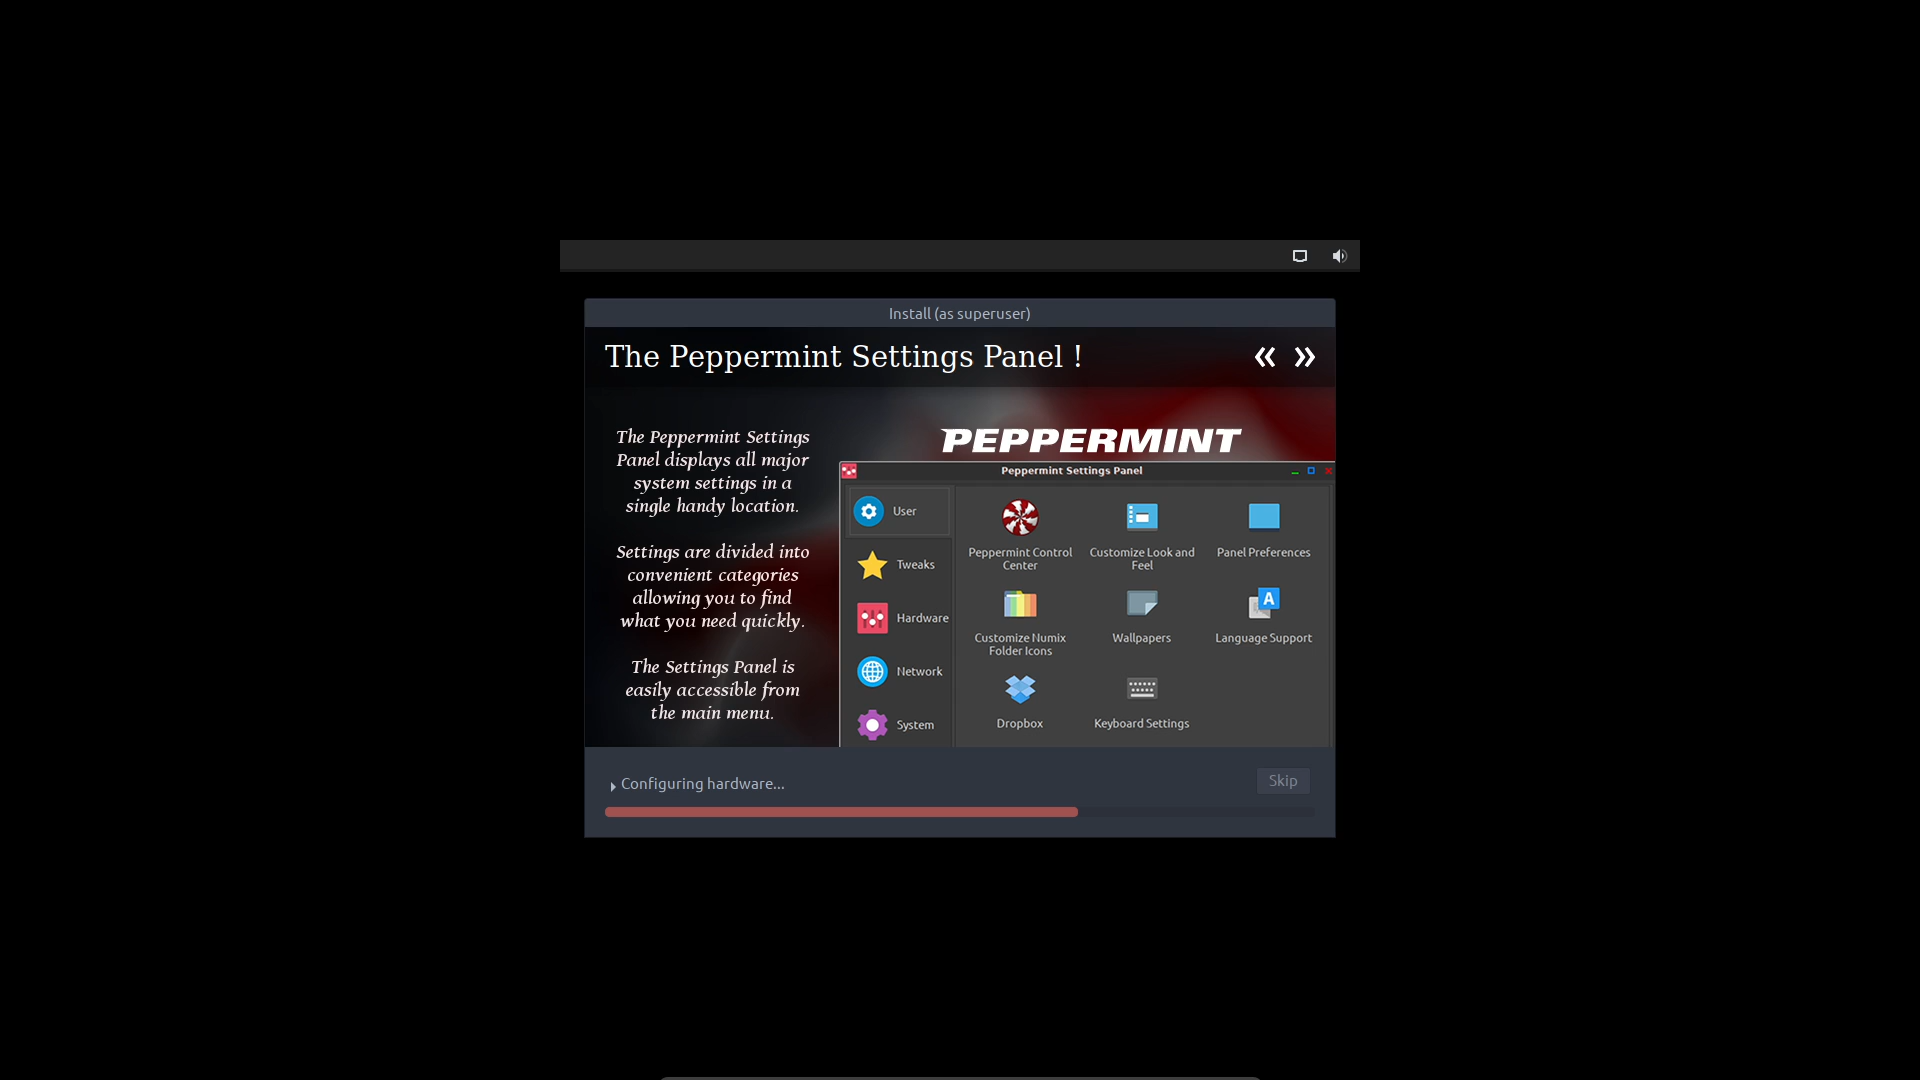 Install (as superuser)
The Peppermint Settings Panel !
« »
The Peppermint Settings
Panel displays all major
system settings in a
single handy location.
Settings are divided into
convenient categories
allowing you to find
what you need quickly.
The Settings Panel is
easily accessible from
the main menu.
PEPPERMINT
Peppermint Settings Panel
User
Tweaks
Hardware
Network
System
Peppermint Control
Center
Customize Look and
Feel
Panel Preferences
Customize Numix
Folder Icons
Wallpapers
A
Language Support
Dropbox
Keyboard Settings
Configuring hardware...
Skip